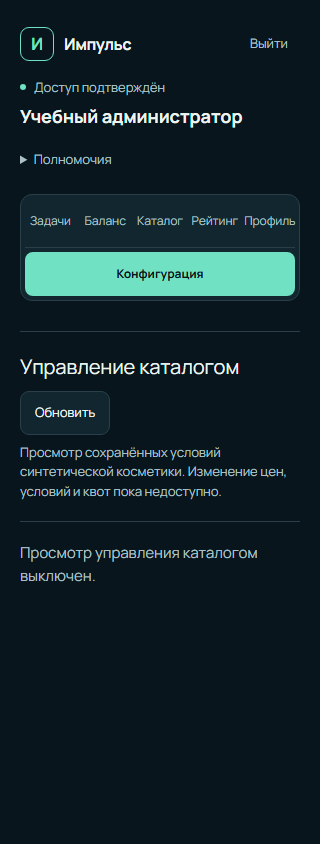 И Импульс Выйти
Доступ подтверждён
Учебный администратор
Полномочия
Задачи Баланс Каталог Рейтинг Профиль
Конфигурация
Управление каталогом
Обновить
Просмотр сохранённых условий
синтетической косметики. Изменение цен,
условий и квот пока недоступно.
Просмотр управления каталогом
выключен.